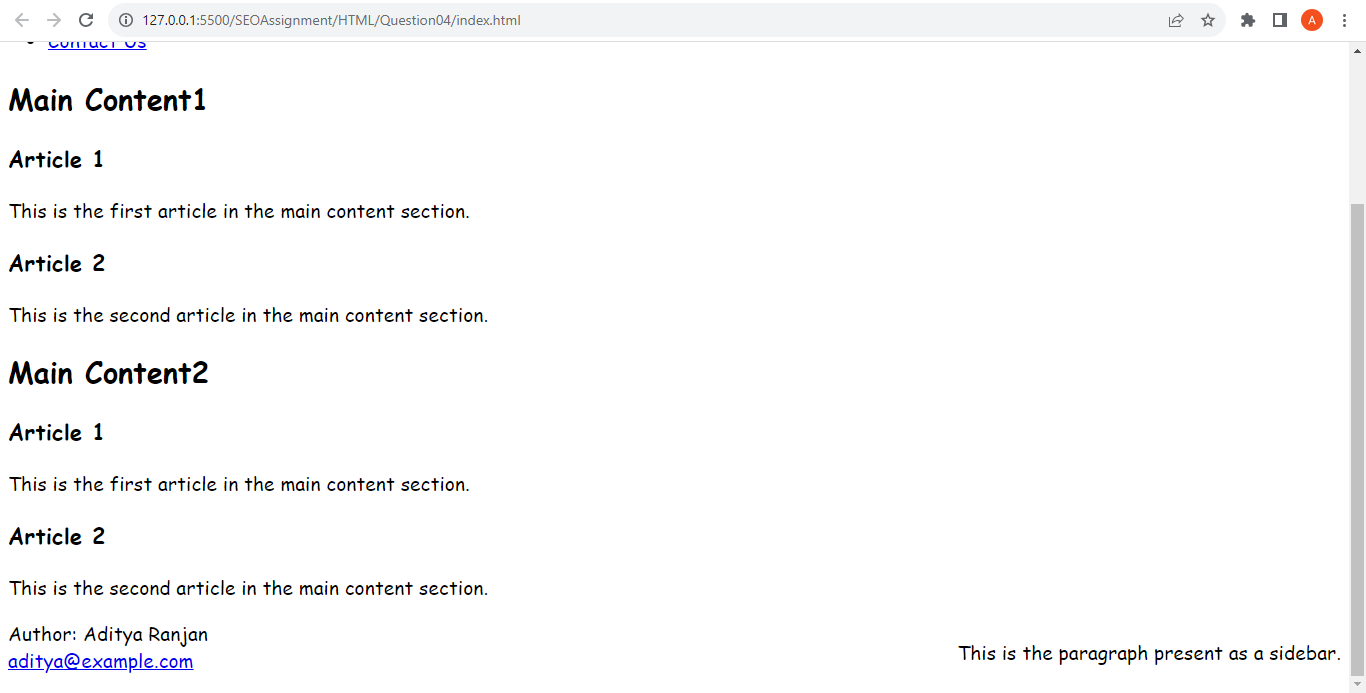 127.0.0.1:5500/SEOAssignment/HTML/Question04/index.html
A
Contact Us
Main Content1
Article 1
This is the first article in the main content section.
Article 2
This is the second article in the main content section.
Main Content2
Article 1
This is the first article in the main content section.
Article 2
This is the second article in the main content section.
Author: Aditya Ranjan
aditya@example.com
This is the paragraph present as a sidebar.